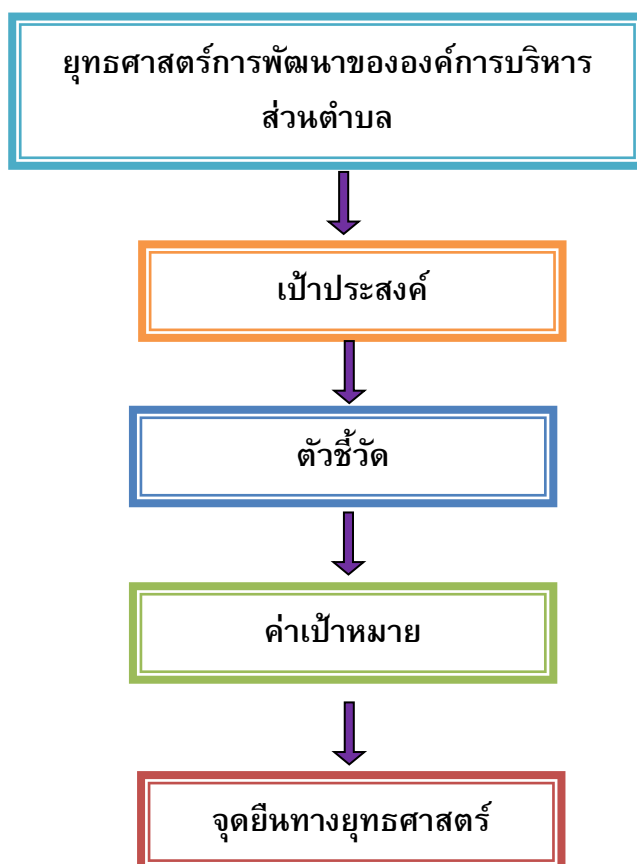 ยุทธศาสตร์การพัฒนาขององค์การบริหาร
ส่วนตำบล
เป้าประสงค์
ตัวชี้วัด
ค่าเป้าหมาย
จุดยืนทางยุทธศาสตร์